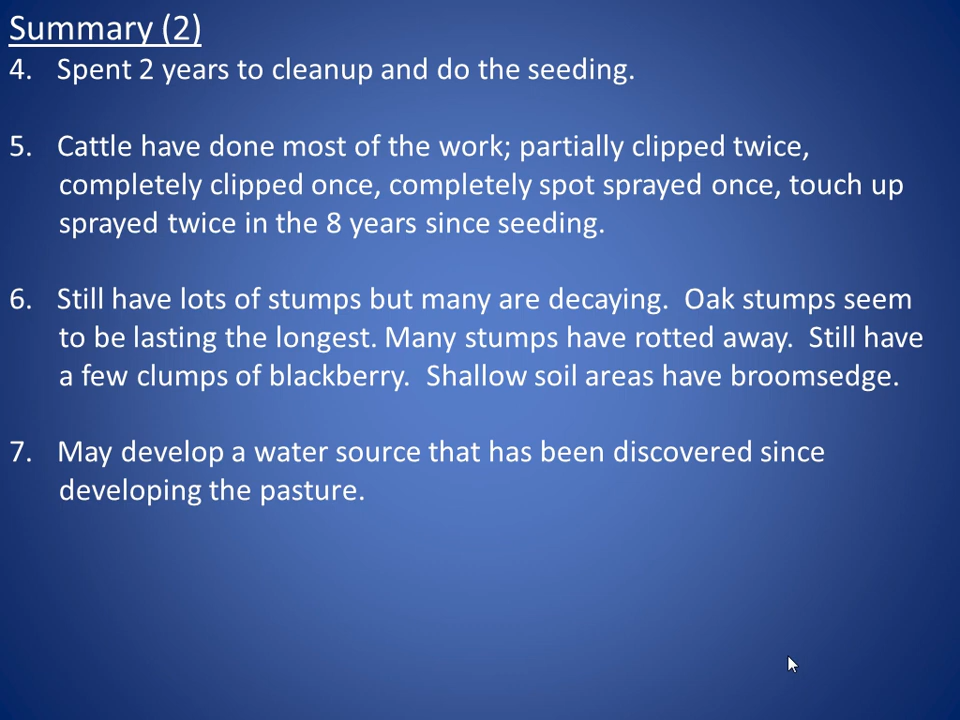 Summary (2)
4. Spent 2 years to cleanup and do the seeding.
5. Cattle have done most of the work; partially clipped twice,
completely clipped once, completely spot sprayed once, touch up
sprayed twice in the 8 years since seeding.
6. Still have lots of stumps but many are decaying.  Oak stumps seem
to be lasting the longest. Many stumps have rotted away.  Still have
a few clumps of blackberry.  Shallow soil areas have broomsedge.
7. May develop a water source that has been discovered since
developing the pasture.